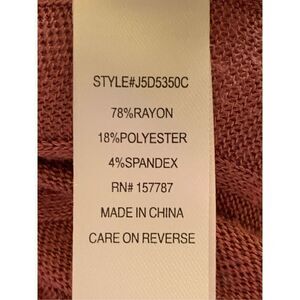 STYLE#J5D5350C
78%RAYON
18%POLYESTER
4%SPANDEX
RN# 157787
MADE IN CHINA
CARE ON REVERSE